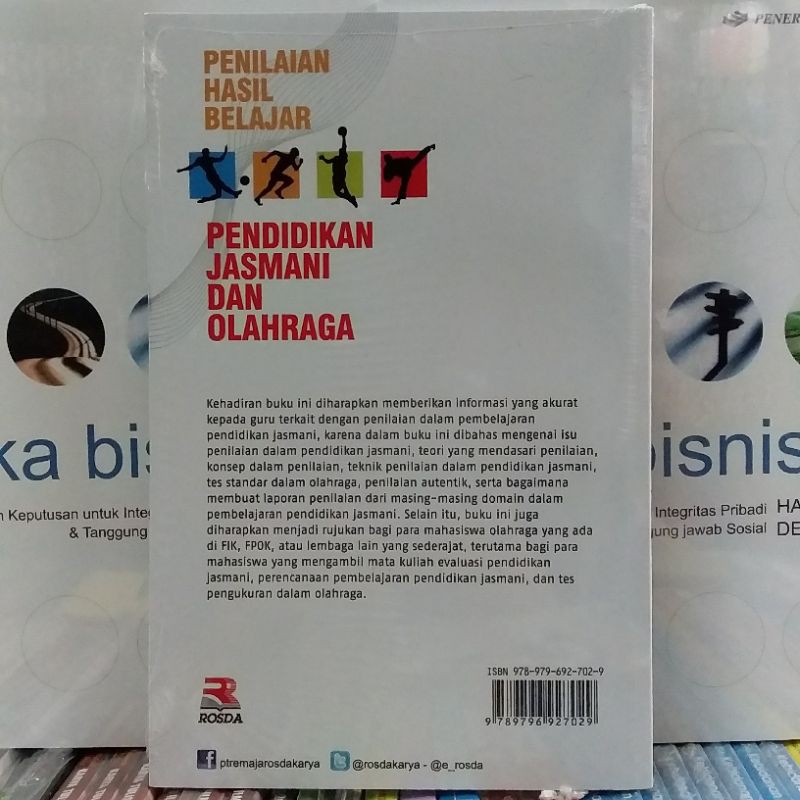 PENILAIAN
HASIL
BELAJAR
PENDIDIKAN
JASMANI
DAN
OLAHRAGA
Kehadiran buku ini diharapkan memberikan informasi yang akurat
kepada guru terkait dengan penilaian dalam pembelajaran
pendidikan jasmani, karena dalam buku ini dibahas mengenai isu
penilaian dalam pendidikan jasmani, teori yang mendasari penilaian,
konsep dalam penilaian, teknik penilaian dalam pendidikan jasmani,
tes standar dalam olahraga, penilaian autentik, serta bagaimana
membuat laporan penilaian dari masing-masing domain dalam
pembelajaran pendidikan jasmani. Selain itu, buku ini juga
diharapkan menjadi rujukan bagi para mahasiswa olahraga yang ada
di FIK, FPOK, atau lembaga lain yang sederajat, terutama bagi para
mahasiswa yang mengambil mata kuliah evaluasi pendidikan
jasmani, perencanaan pembelajaran pendidikan jasmani, dan tes
pengukuran dalam olahraga.
ISBN 978-979-692-702-9
9 789796 927029
ROSDA
ptremajarosdakarya @rosdakarya - @e_rosda
PENER
ka bis
n Keputusan untuk Integ
& Tanggung
bisnis
Integritas Pribadi
gung jawab Sosial
HA
DE